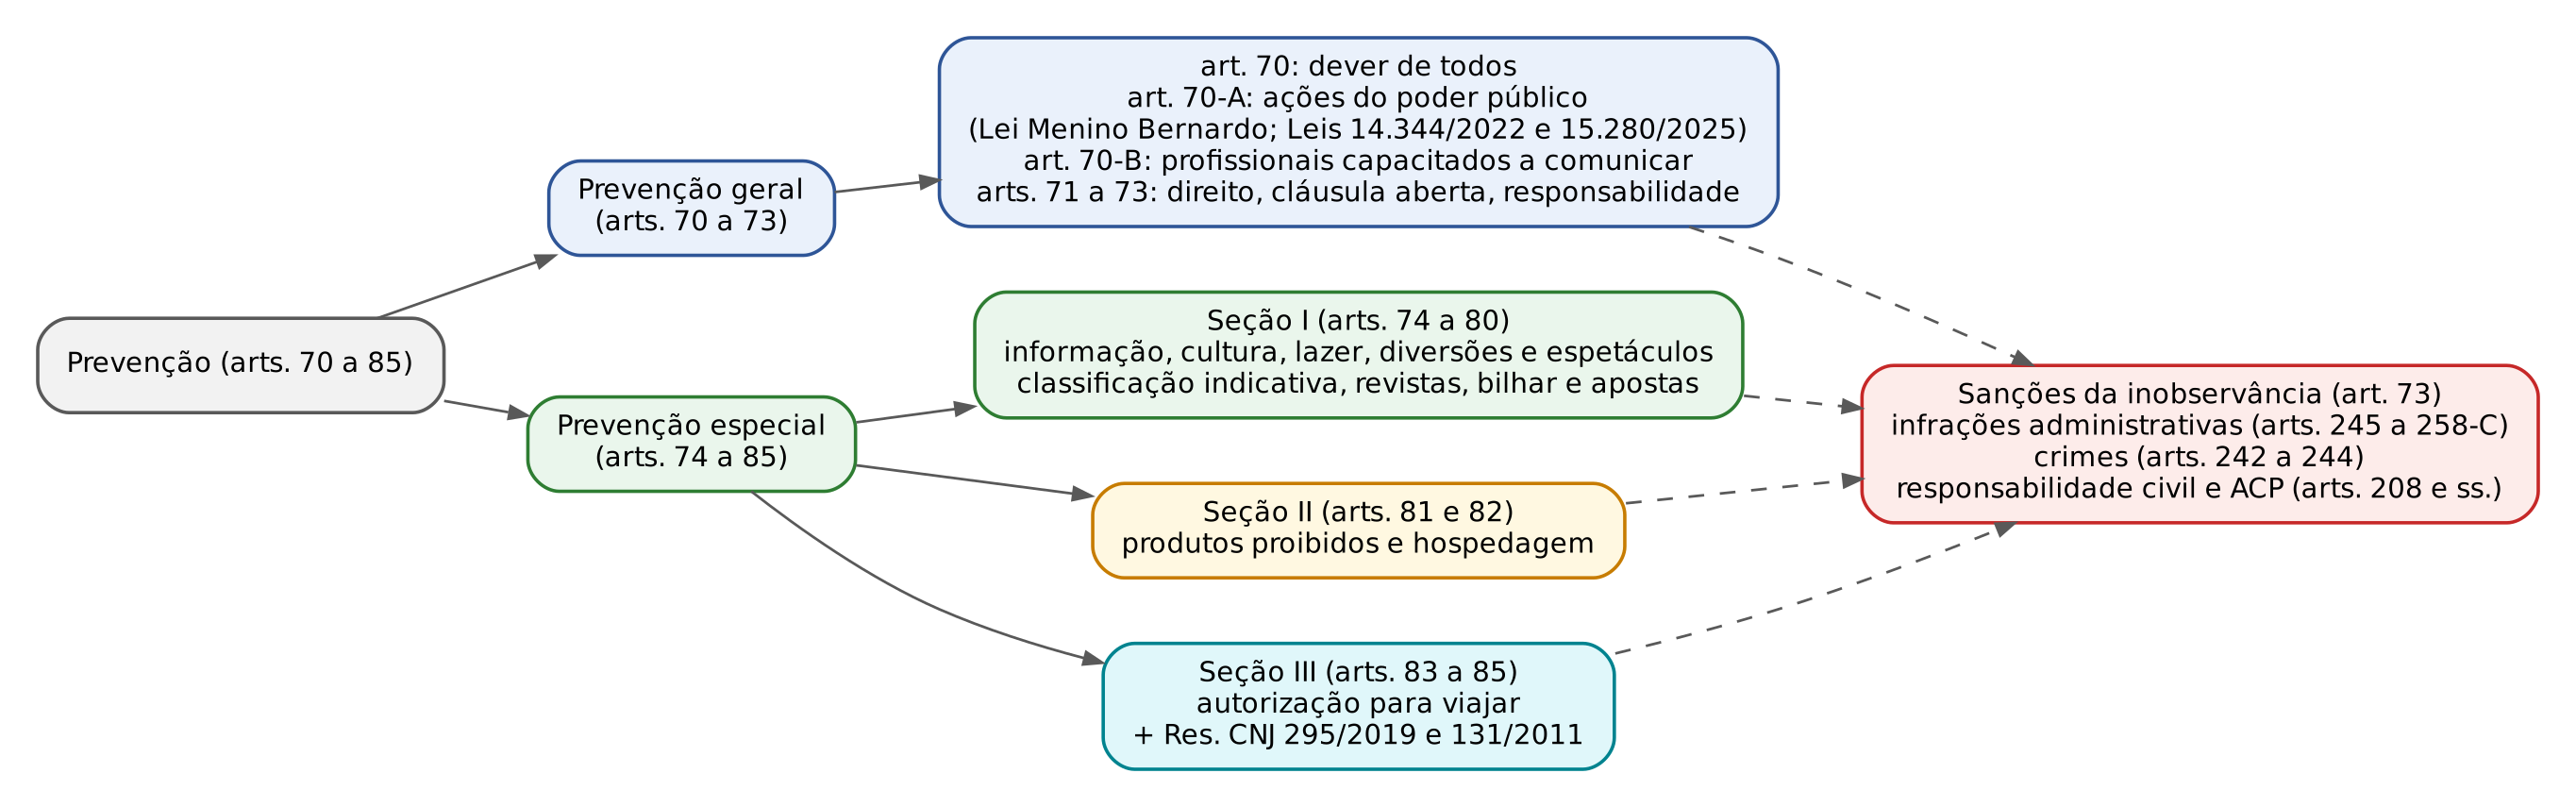 Prevenção (arts. 70 a 85)
Prevenção geral
(arts. 70 a 73)
art. 70: dever de todos
art. 70-A: ações do poder público
(Lei Menino Bernardo; Leis 14.344/2022 e 15.280/2025)
art. 70-B: profissionais capacitados a comunicar
arts. 71 a 73: direito, cláusula aberta, responsabilidade
Prevenção especial
(arts. 74 a 85)
Seção I (arts. 74 a 80)
informação, cultura, lazer, diversões e espetáculos
classificação indicativa, revistas, bilhar e apostas
Seção II (arts. 81 e 82)
produtos proibidos e hospedagem
Seção III (arts. 83 a 85)
autorização para viajar
+ Res. CNJ 295/2019 e 131/2011
Sanções da inobservância (art. 73)
infrações administrativas (arts. 245 a 258-C)
crimes (arts. 242 a 244)
responsabilidade civil e ACP (arts. 208 e ss.)